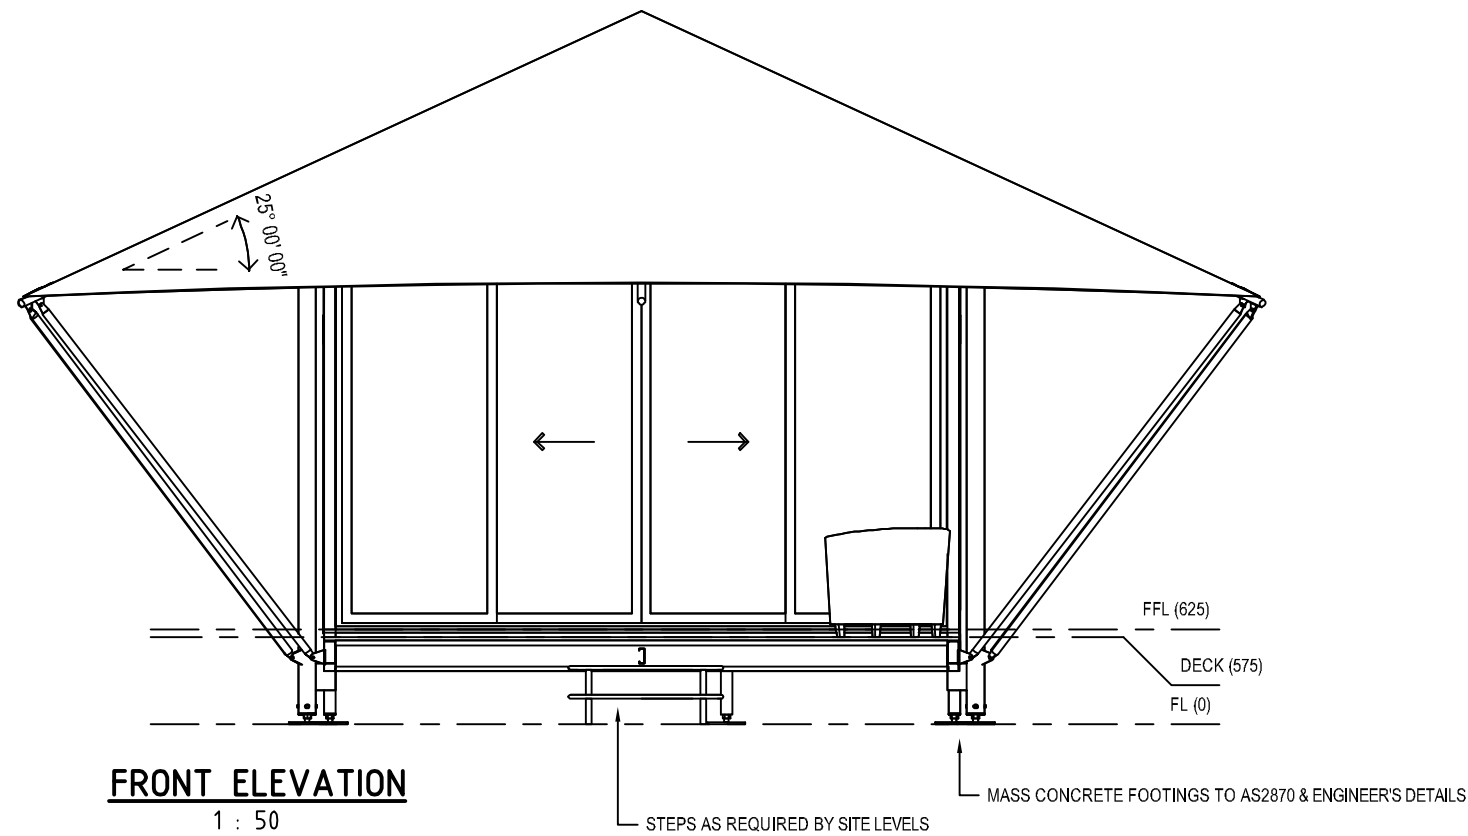 25° 00' 00"
FFL (625)
DECK (575)
FL (0)
FRONT ELEVATION
1 : 50
MASS CONCRETE FOOTINGS TO AS2870 & ENGINEER'S DETAILS
STEPS AS REQUIRED BY SITE LEVELS